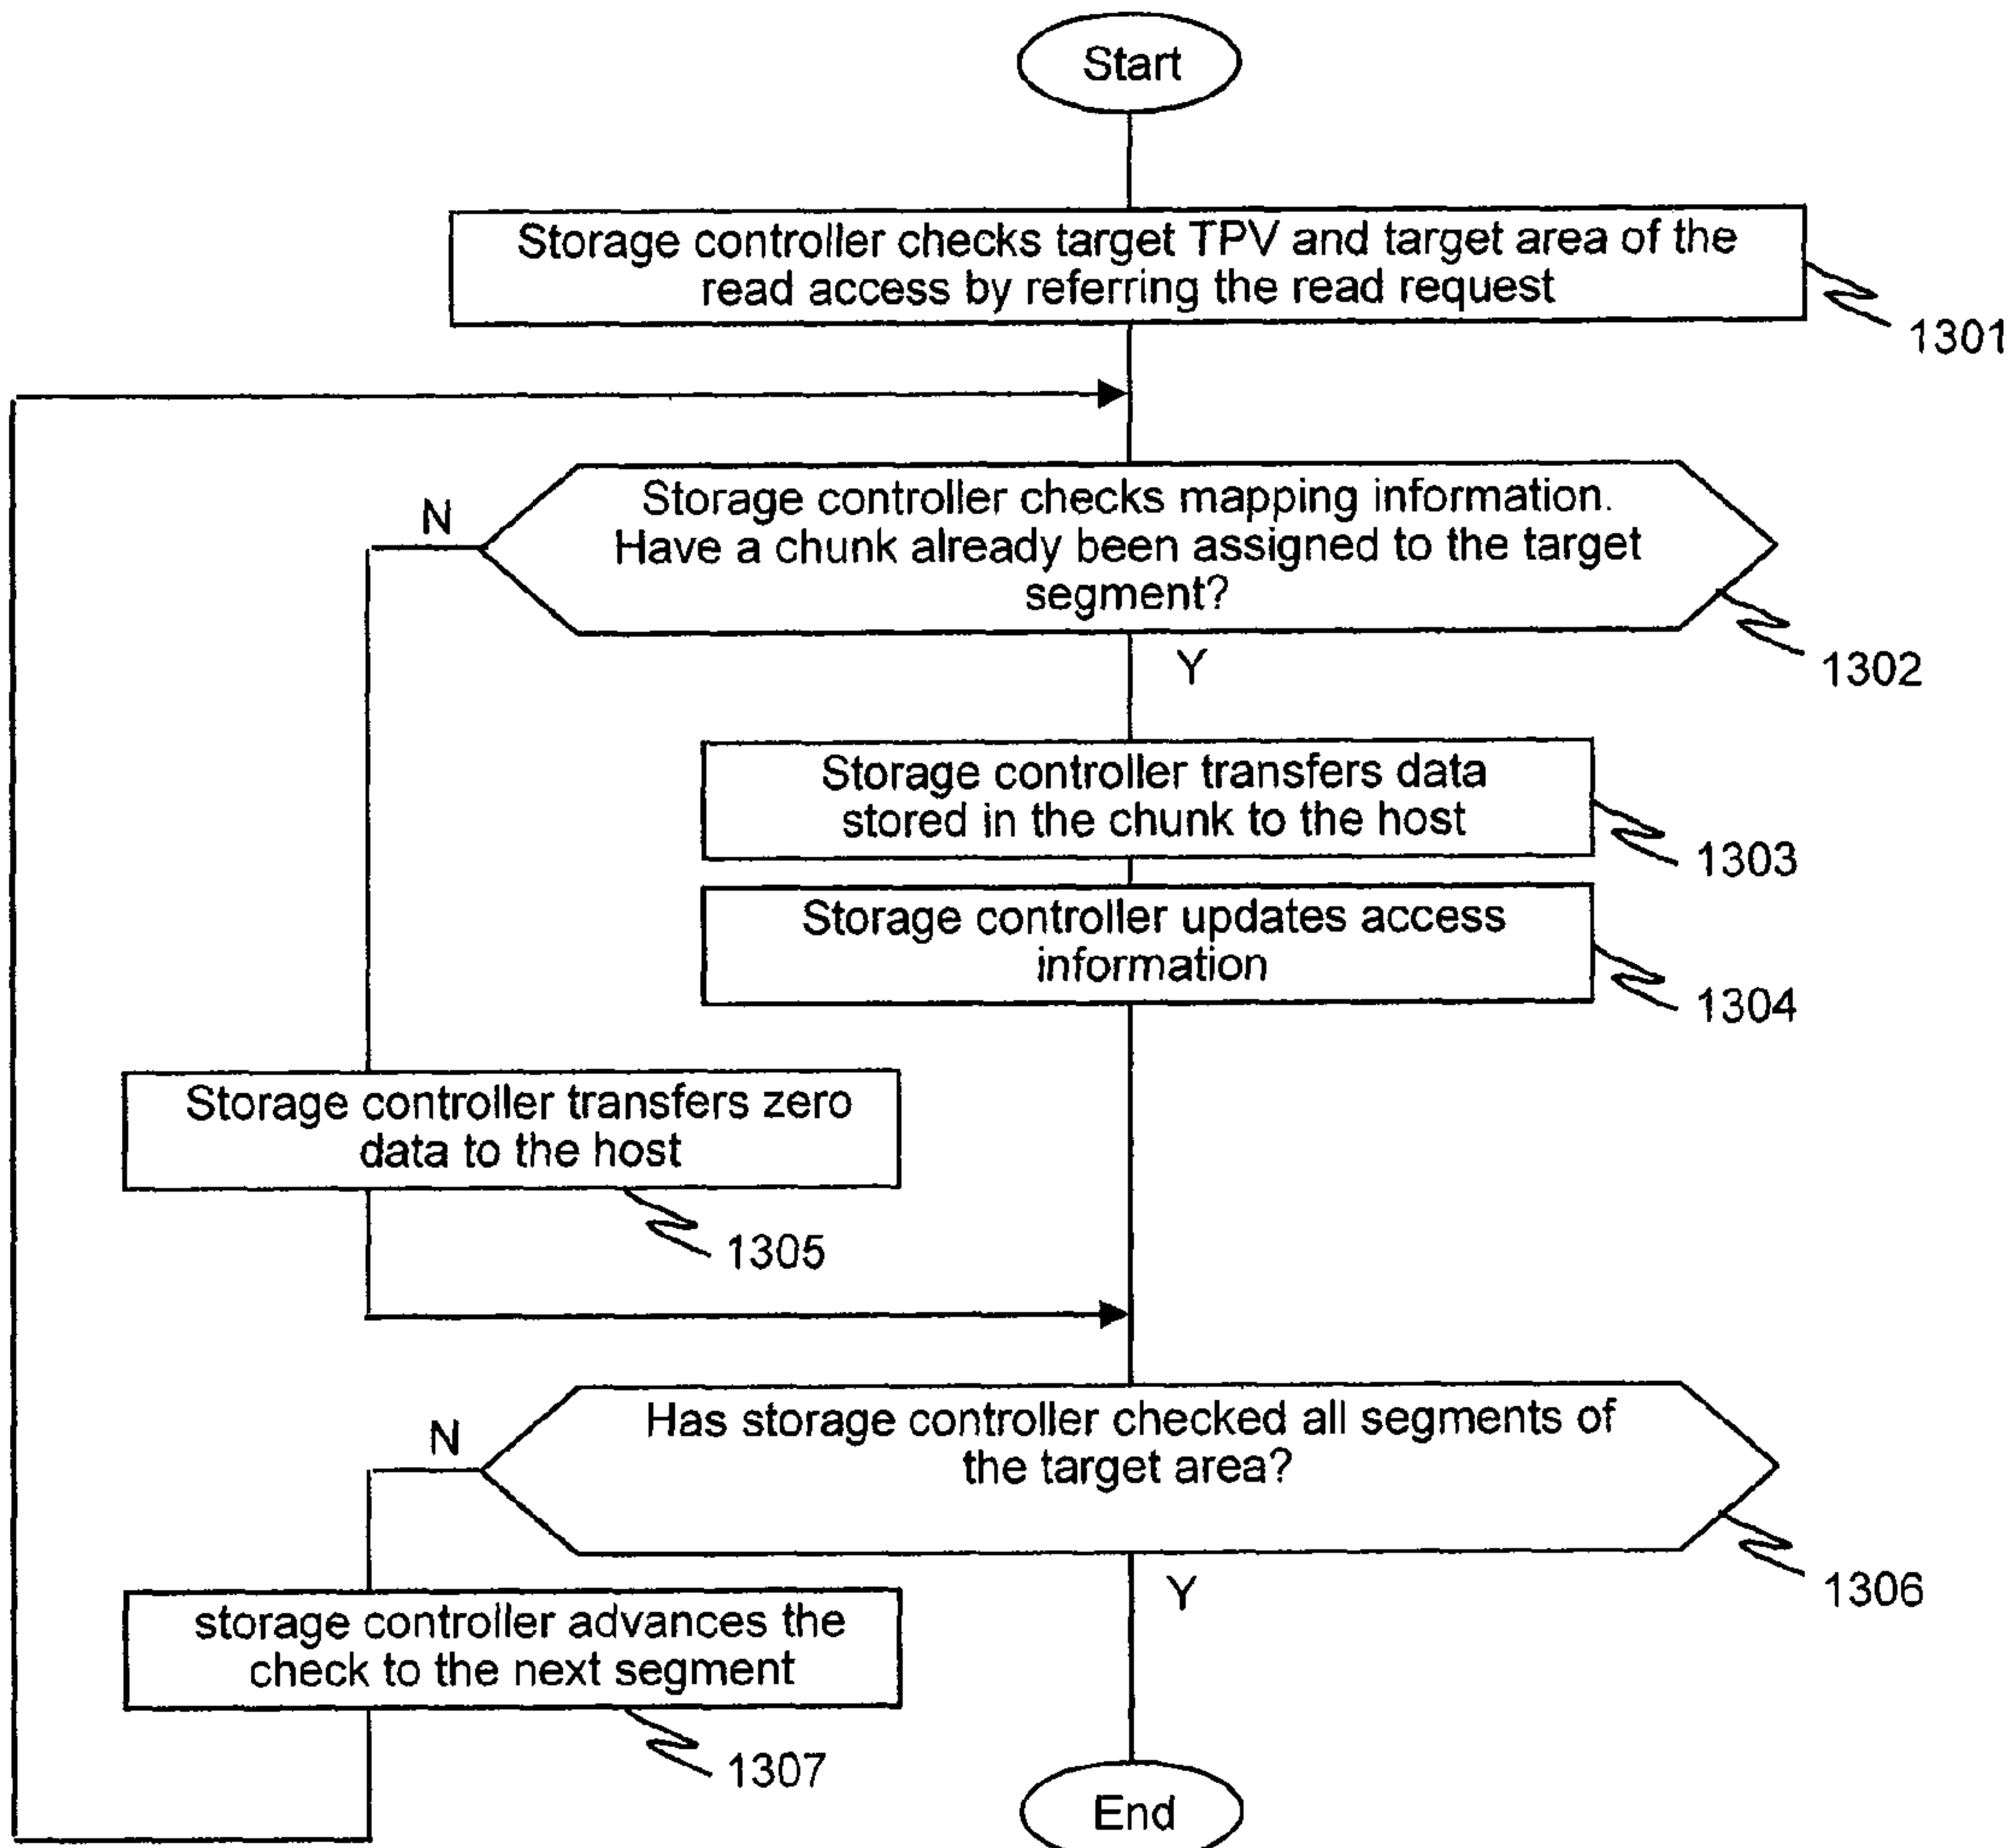 Start
Storage controller checks target TPV and target area of the
read access by referring the read request
1301
Storage controller checks mapping information.
Have a chunk already been assigned to the target
segment?
N
1302
Y
Storage controller transfers data
stored in the chunk to the host
1303
Storage controller updates access
information
1304
Storage controller transfers zero
data to the host
1305
Has storage controller checked all segments of
the target area?
N
1306
Y
storage controller advances the
check to the next segment
1307
End